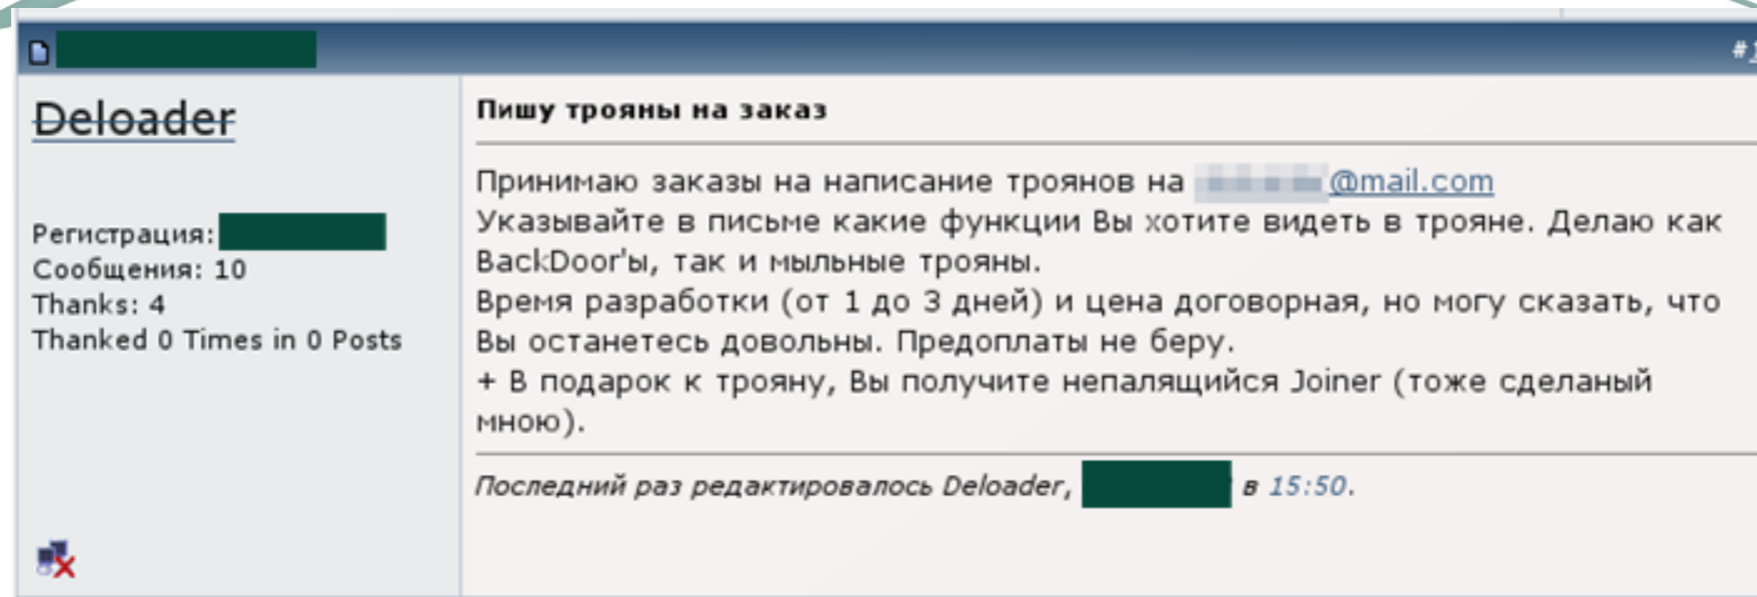 #1
Deloader
Регистрация:
Сообщения: 10
Thanks: 4
Thanked 0 Times in 0 Posts
Пишу трояны на заказ
Принимаю заказы на написание троянов на @mail.com
Указывайте в письме какие функции Вы хотите видеть в трояне. Делаю как
BackDoor'ы, так и мыльные трояны.
Время разработки (от 1 до 3 дней) и цена договорная, но могу сказать, что
Вы останетесь довольны. Предоплаты не беру.
+ В подарок к трояну, Вы получите непалящийся Joiner (тоже сделаный
мною).
Последний раз редактировалось Deloader, в 15:50.